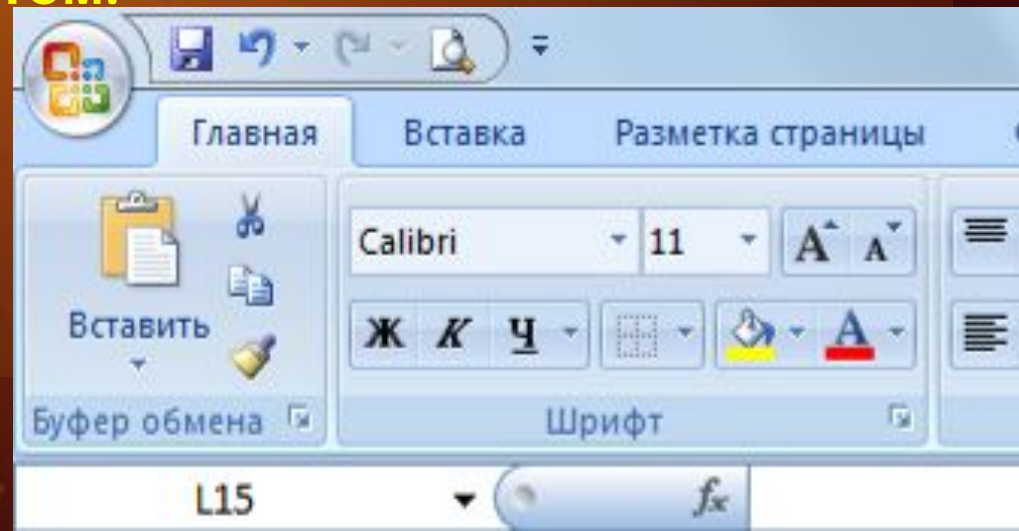 Главная Вставка Разметка страницы
Calibri 11 A A
Вставить Ж К Ч A
Буфер обмена Шрифт
L15 fx